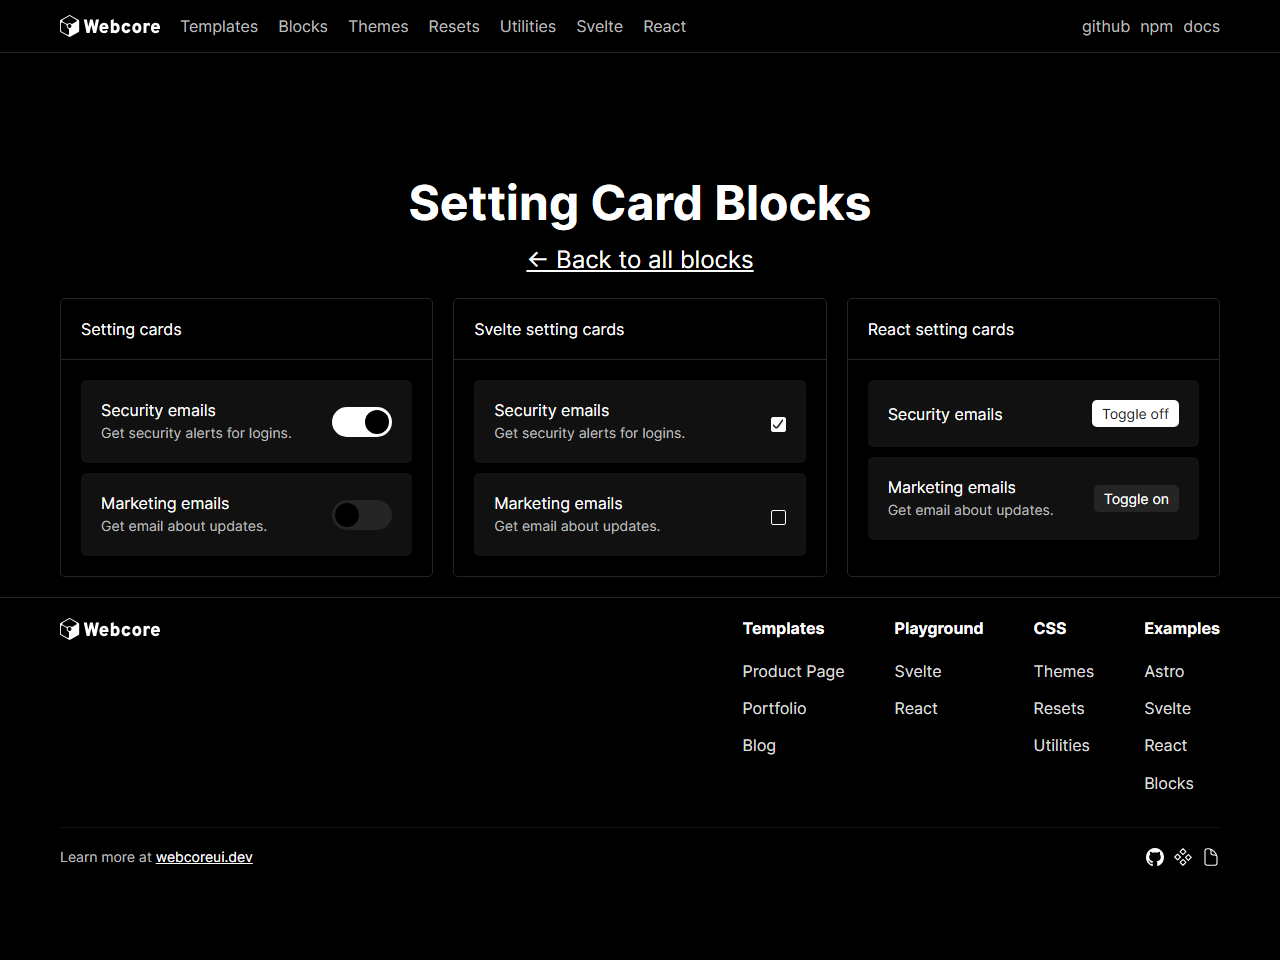 Webcore Templates Blocks Themes Resets Utilities Svelte React github npm docs
Setting Card Blocks
← Back to all blocks
Setting cards
Security emails
Get security alerts for logins.
Marketing emails
Get email about updates.
Svelte setting cards
Security emails
Get security alerts for logins.
Marketing emails
Get email about updates.
React setting cards
Security emails
Toggle off
Marketing emails
Get email about updates.
Toggle on
Webcore
Templates
Product Page
Portfolio
Blog
Playground
Svelte
React
CSS
Themes
Resets
Utilities
Examples
Astro
Svelte
React
Blocks
Learn more at webcoreui.dev